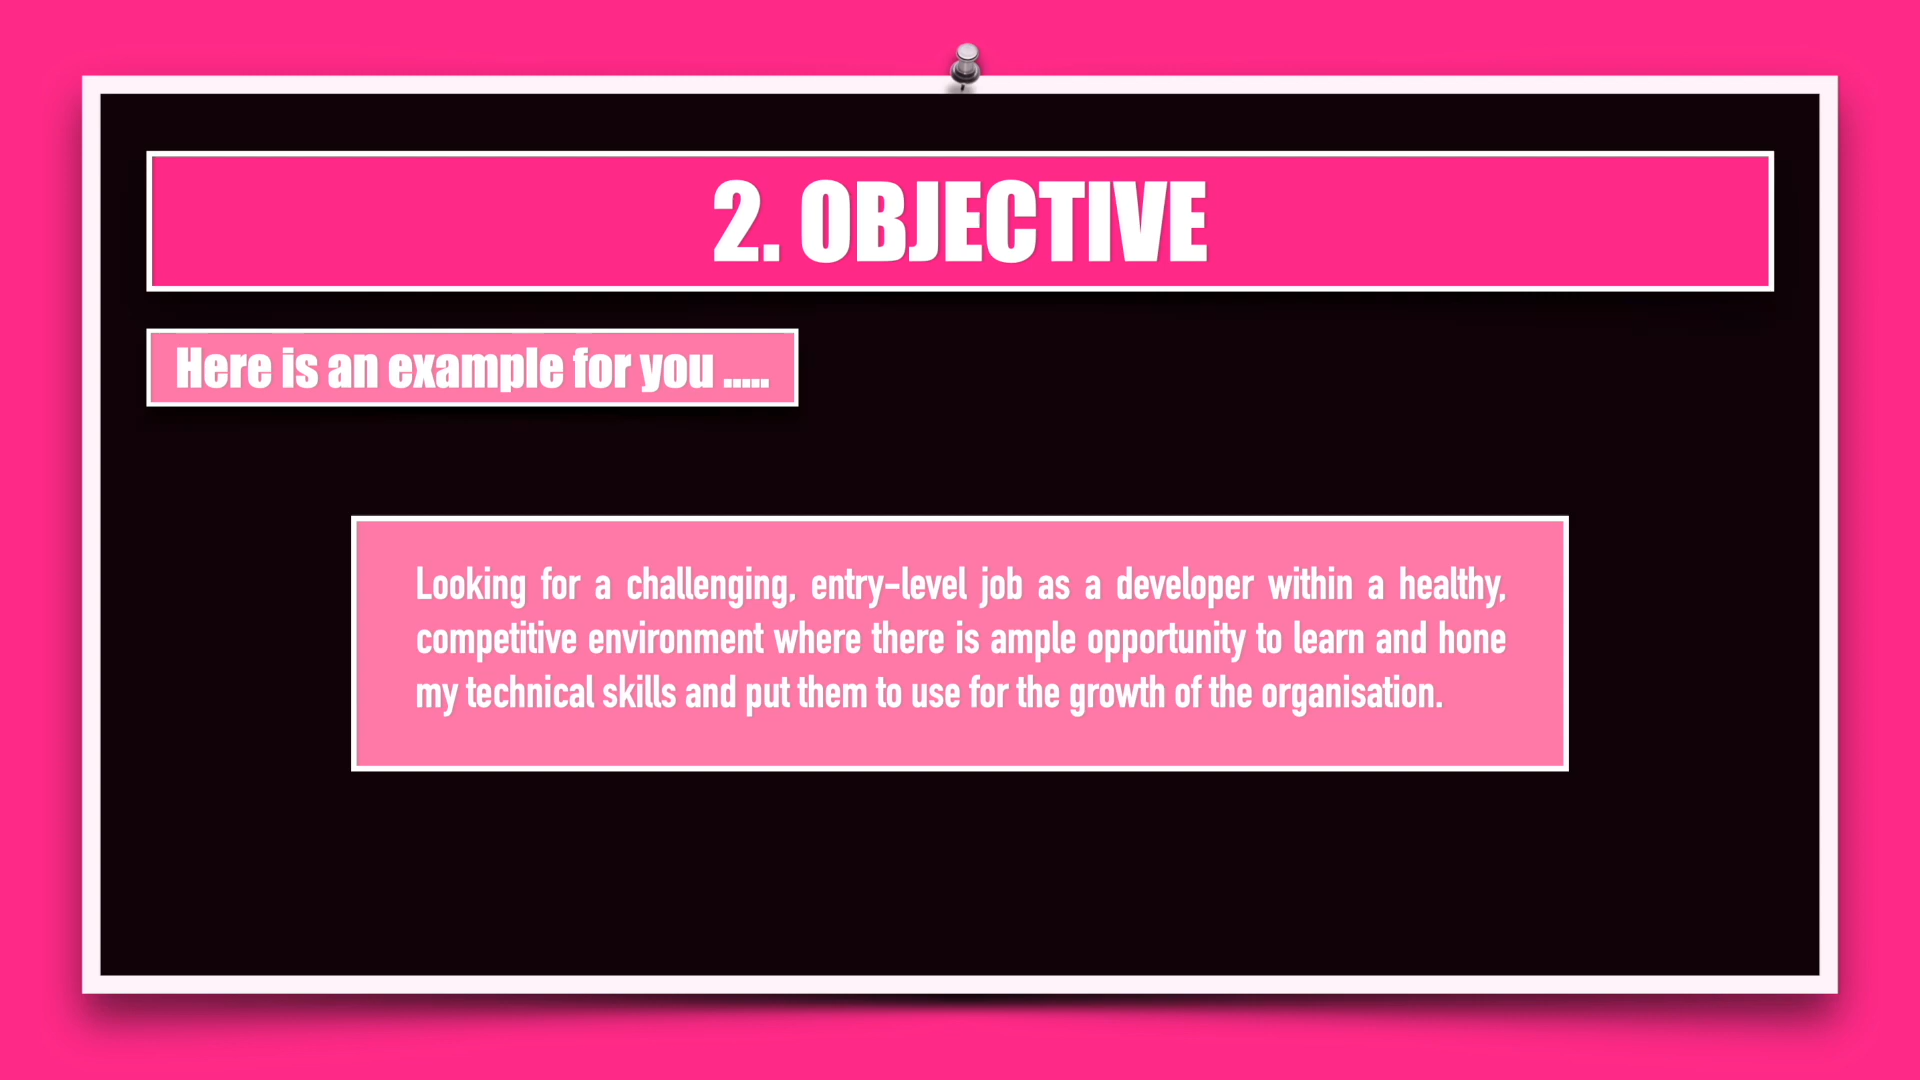 2. OBJECTIVE
Here is an example for you .....
Looking for a challenging, entry-level job as a developer within a healthy,
competitive environment where there is ample opportunity to learn and hone
my technical skills and put them to use for the growth of the organisation.